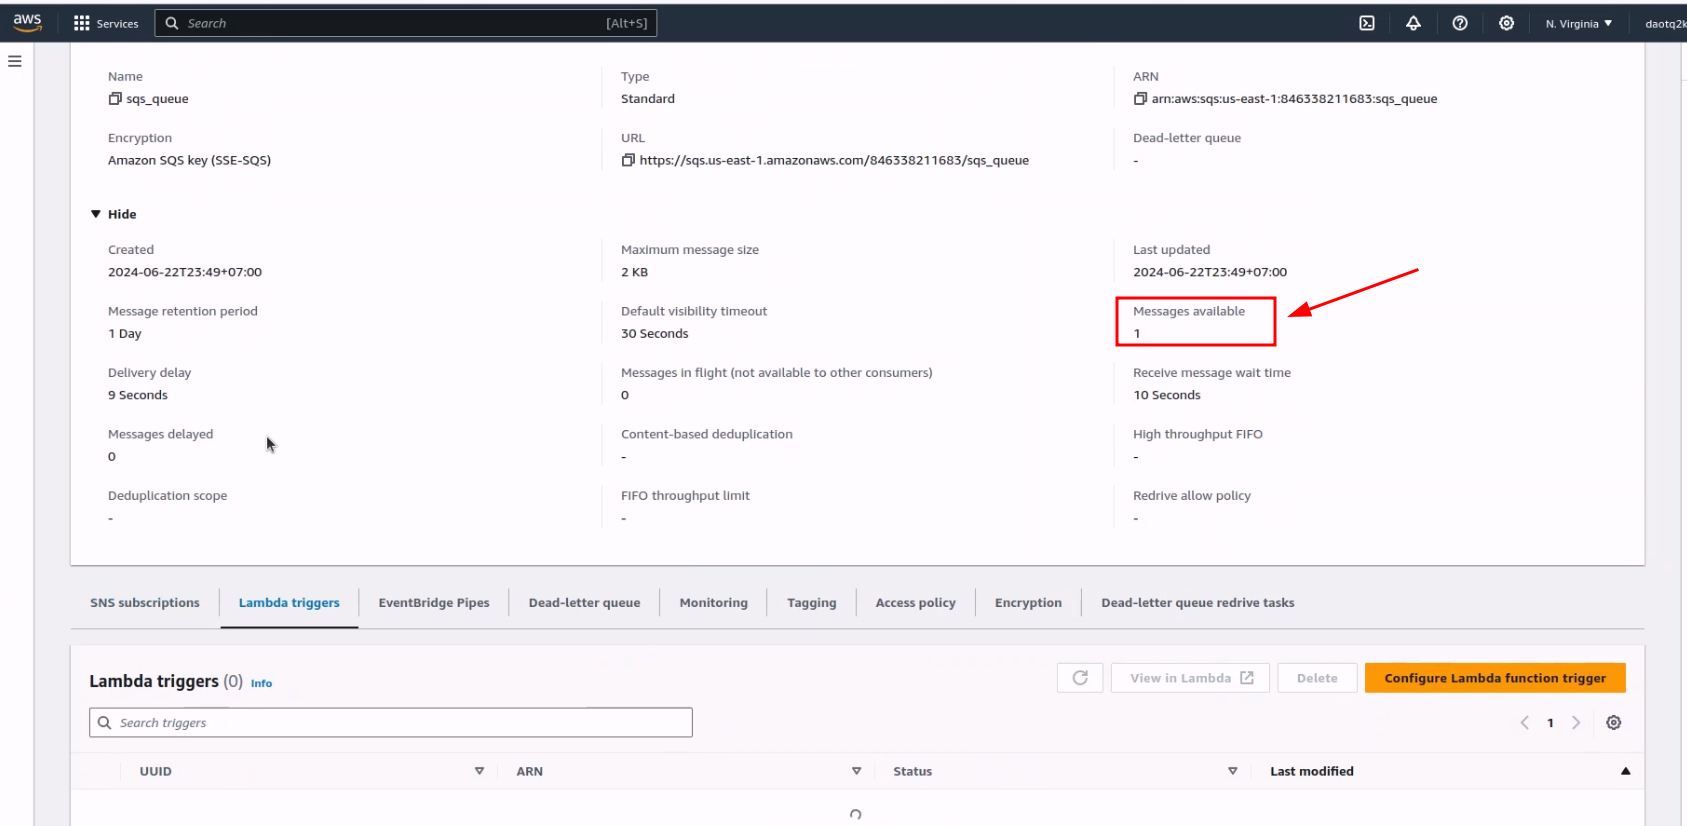 aws
Services
Search [Alt+S]
N. Virginia
daotq2k
Name
sqs_queue
Type
Standard
ARN
arn:aws:sqs:us-east-1:846338211683:sqs_queue
Encryption
Amazon SQS key (SSE-SQS)
URL
https://sqs.us-east-1.amazonaws.com/846338211683/sqs_queue
Dead-letter queue
-
Hide
Created
2024-06-22T23:49+07:00
Maximum message size
2 KB
Last updated
2024-06-22T23:49+07:00
Message retention period
1 Day
Default visibility timeout
30 Seconds
Messages available
1
Delivery delay
9 Seconds
Messages in flight (not available to other consumers)
0
Receive message wait time
10 Seconds
Messages delayed
0
Content-based deduplication
-
High throughput FIFO
-
Deduplication scope
-
FIFO throughput limit
-
Redrive allow policy
-
SNS subscriptions
Lambda triggers
EventBridge Pipes
Dead-letter queue
Monitoring
Tagging
Access policy
Encryption
Dead-letter queue redrive tasks
Lambda triggers (0) Info
View in Lambda
Delete
Configure Lambda function trigger
Search triggers
1
UUID
ARN
Status
Last modified